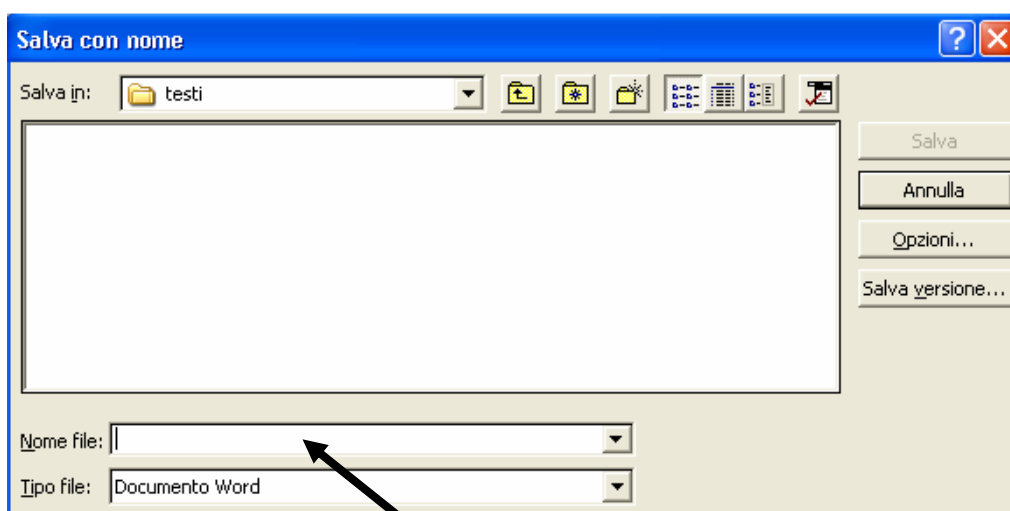 Salva con nome
Salva in: testi
Salva
Annulla
Opzioni...
Salva versione...
Nome file:
Tipo file: Documento Word